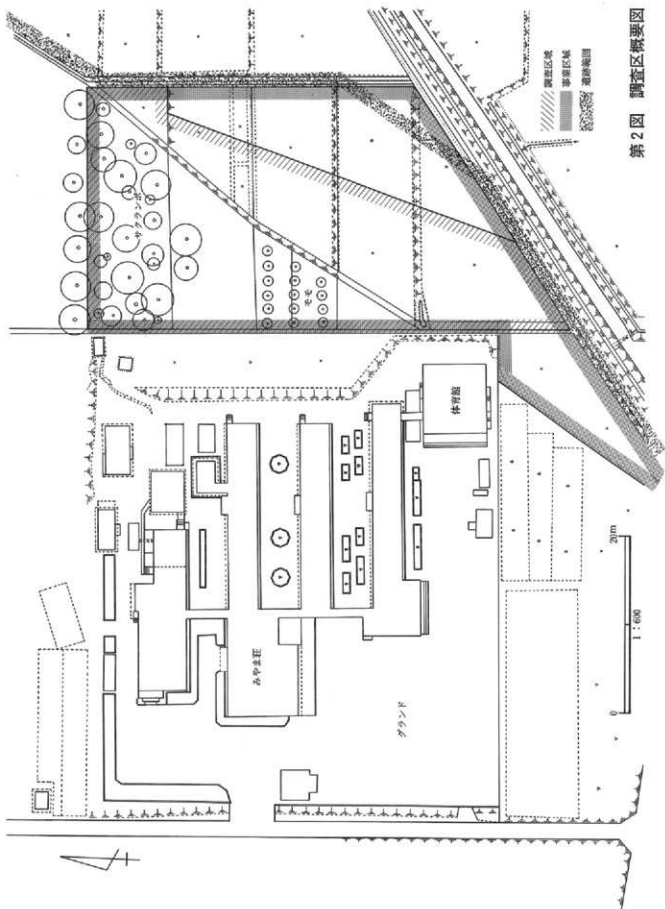 サクランボ
モモ
体育館
みやま荘
グランド
0
20m
1:600
調査区域
事業区域
遺跡範囲
第2図 調査区概要図